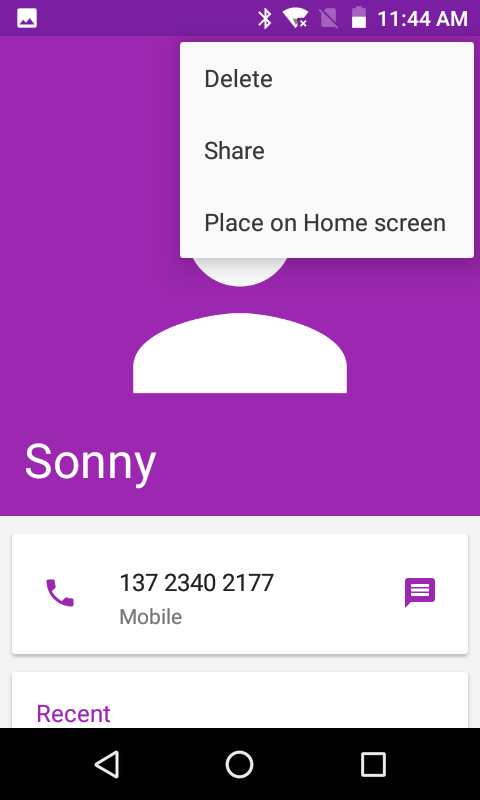 11:44 AM
Delete
Share
Place on Home screen
Sonny
137 2340 2177
Mobile
Recent